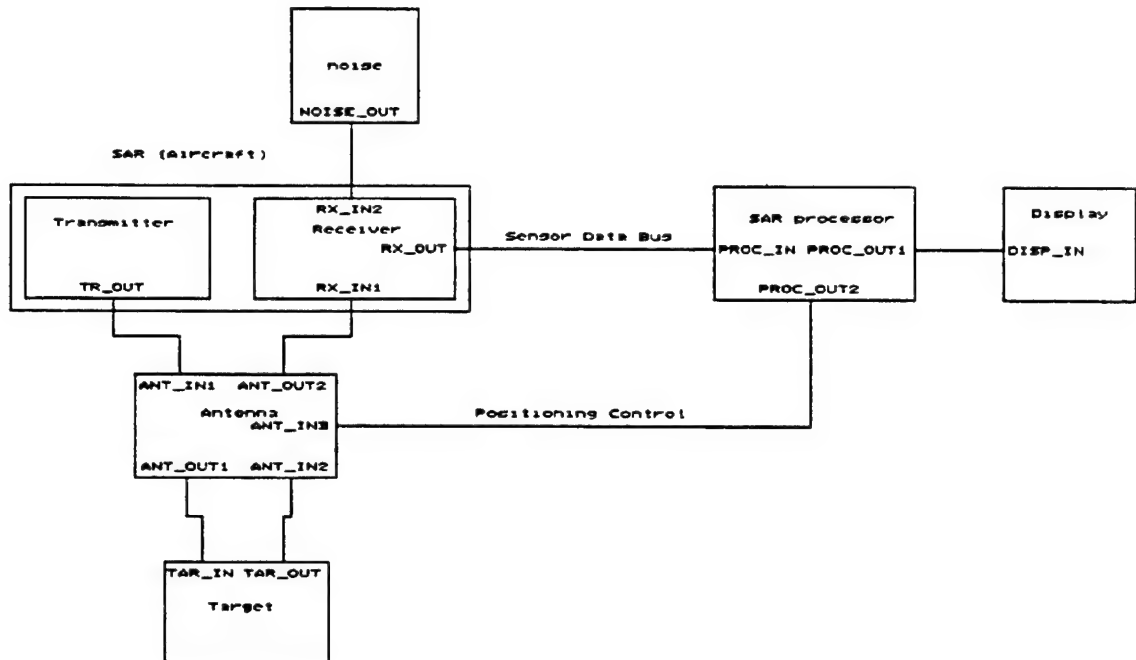 noise
NOISE_OUT
SAR (Aircraft)
Transmitter
TR_OUT
RX_IN2
Receiver
RX_OUT
RX_IN1
Sensor Data Bus
SAR processor
PROC_IN PROC_OUT1
PROC_OUT2
Display
DISP_IN
ANT_IN1 ANT_OUT2
Antenna
ANT_IN3
ANT_OUT1 ANT_IN2
Positioning Control
TAR_IN TAR_OUT
Target